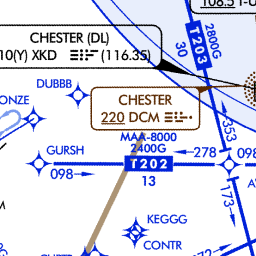 108.5
CHESTER (DL)
10(Y) XKD (116.35)
T203
2800G
30
DUBBB
CHESTER
220 DCM
ONZE
353
MAA-8000
2400G
GURSH
278
098
T202
098
13
173
KEGGG
CONTR
272